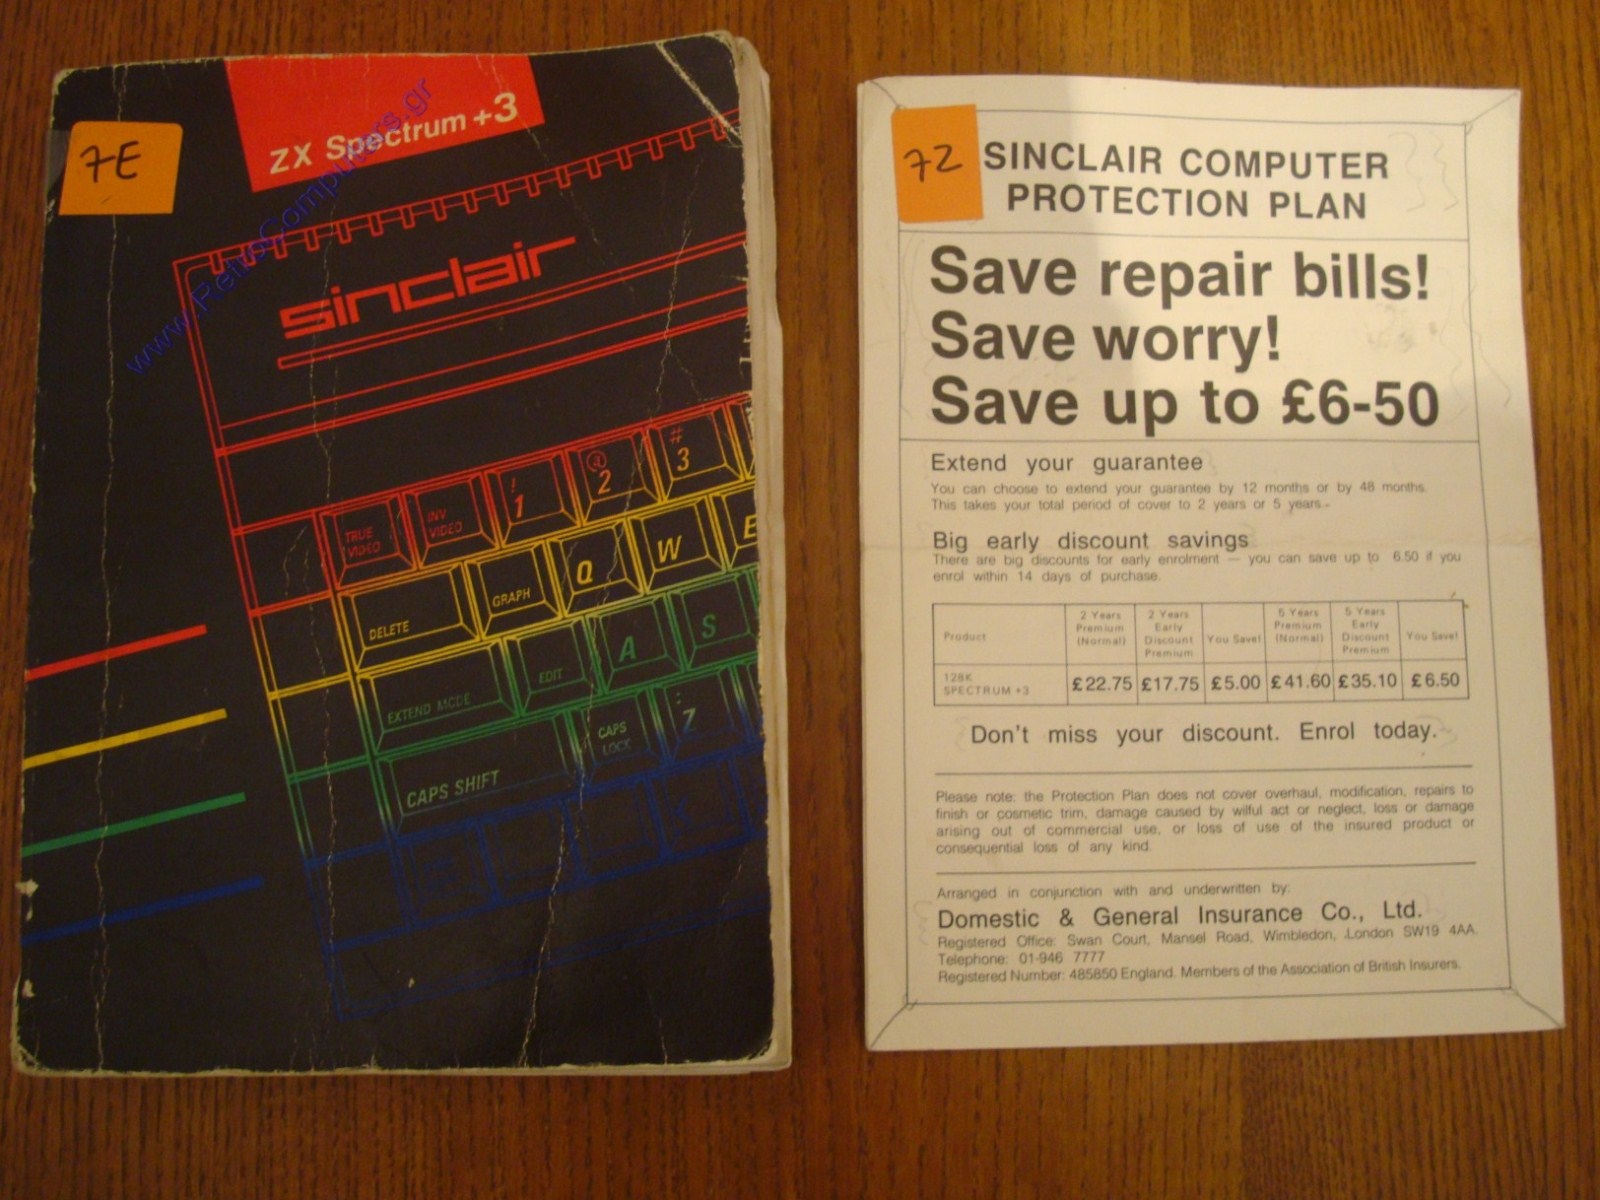 ZX Spectrum +3
7E
www.RetroComputers.gr
sinclair
TRUE
VIDEO
INV
VIDEO
!
1
@
2
#
3
DELETE
GRAPH
Q
W
E
EXTEND MODE
EDIT
A
S
CAPS SHIFT
CAPS
LOCK
:
Z
7Z
SINCLAIR COMPUTER
PROTECTION PLAN
Save repair bills!
Save worry!
Save up to £6-50
Extend your guarantee
You can choose to extend your guarantee by 12 months or by 48 months.
This takes your total period of cover to 2 years or 5 years.
Big early discount savings
There are big discounts for early enrolment — you can save up to 6.50 if you
enrol within 14 days of purchase.
Product
2 Years
Premium
(Normal)
2 Years
Early
Discount
Premium
You Save!
5 Years
Premium
(Normal)
5 Years
Early
Discount
Premium
You Save!
128K
SPECTRUM +3
£22.75 £17.75 £5.00 £41.60 £35.10 £6.50
Don't miss your discount. Enrol today.
Please note: the Protection Plan does not cover overhaul, modification, repairs to
finish or cosmetic trim, damage caused by wilful act or neglect, loss or damage
arising out of commercial use, or loss of use of the insured product or
consequential loss of any kind.
Arranged in conjunction with and underwritten by:
Domestic & General Insurance Co., Ltd.
Registered Office: Swan Court, Mansel Road, Wimbledon, London SW19 4AA.
Telephone: 01-946 7777
Registered Number: 485850 England. Members of the Association of British Insurers.